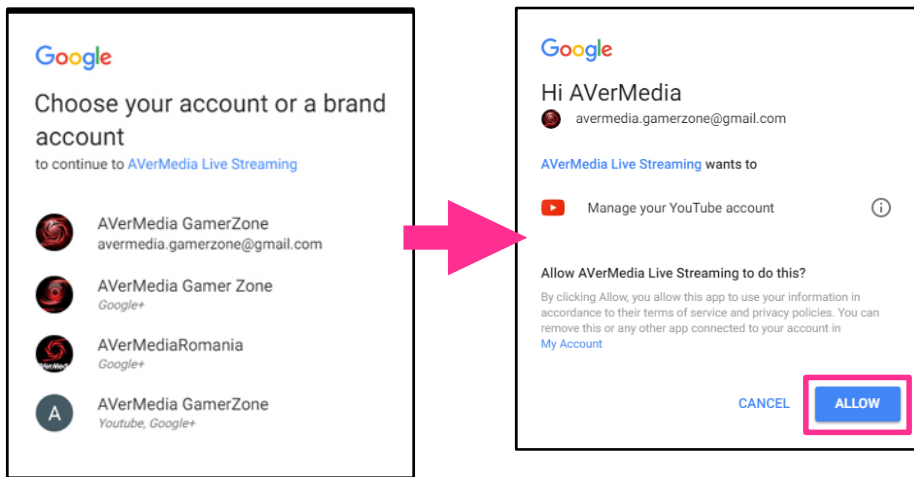 Google
Choose your account or a brand
account
to continue to AVerMedia Live Streaming
AVerMedia GamerZone
avermedia.gamerzone@gmail.com
AVerMedia Gamer Zone
Google+
AVerMediaRomania
Google+
AVerMedia
A
AVerMedia GamerZone
Youtube, Google+
Google
Hi AVerMedia
avermedia.gamerzone@gmail.com
AVerMedia Live Streaming wants to
Manage your YouTube account
Allow AVerMedia Live Streaming to do this?
By clicking Allow, you allow this app to use your information in
accordance to their terms of service and privacy policies. You can
remove this or any other app connected to your account in
My Account
CANCEL
ALLOW